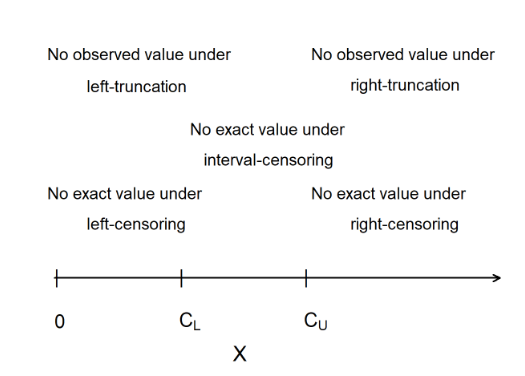 No observed value under
left-truncation
No observed value under
right-truncation
No exact value under
interval-censoring
No exact value under
left-censoring
No exact value under
right-censoring
0
C_L
C_U
X